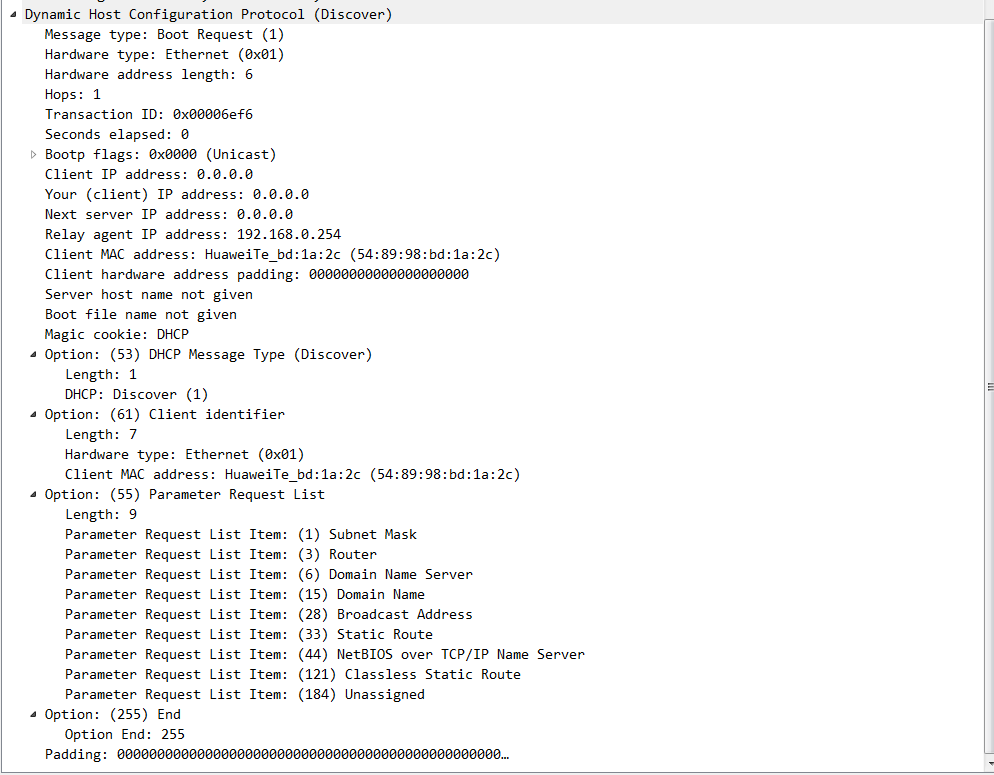 Dynamic Host Configuration Protocol (Discover)
Message type: Boot Request (1)
Hardware type: Ethernet (0x01)
Hardware address length: 6
Hops: 1
Transaction ID: 0x00006ef6
Seconds elapsed: 0
Bootp flags: 0x0000 (Unicast)
Client IP address: 0.0.0.0
Your (client) IP address: 0.0.0.0
Next server IP address: 0.0.0.0
Relay agent IP address: 192.168.0.254
Client MAC address: HuaweiTe_bd:1a:2c (54:89:98:bd:1a:2c)
Client hardware address padding: 00000000000000000000
Server host name not given
Boot file name not given
Magic cookie: DHCP
Option: (53) DHCP Message Type (Discover)
Length: 1
DHCP: Discover (1)
Option: (61) Client identifier
Length: 7
Hardware type: Ethernet (0x01)
Client MAC address: HuaweiTe_bd:1a:2c (54:89:98:bd:1a:2c)
Option: (55) Parameter Request List
Length: 9
Parameter Request List Item: (1) Subnet Mask
Parameter Request List Item: (3) Router
Parameter Request List Item: (6) Domain Name Server
Parameter Request List Item: (15) Domain Name
Parameter Request List Item: (28) Broadcast Address
Parameter Request List Item: (33) Static Route
Parameter Request List Item: (44) NetBIOS over TCP/IP Name Server
Parameter Request List Item: (121) Classless Static Route
Parameter Request List Item: (184) Unassigned
Option: (255) End
Option End: 255
Padding: 000000000000000000000000000000000000000000000000…